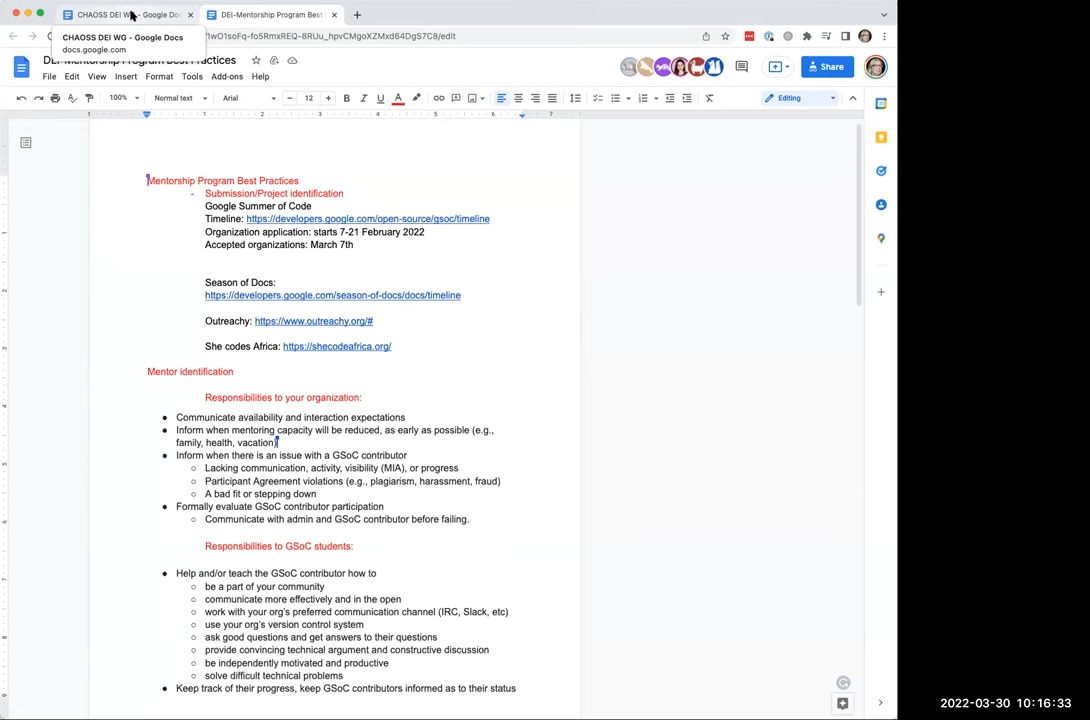 CHAOSS DEI WG - Google Do
DEI-Mentorship Program Best
CHAOSS DEI WG - Google Docs
docs.google.com
/edit
Mentorship Program Best Practices
Share
File Edit View Insert Format Tools Add-ons Help
100% Normal text Arial 12 B I U A Editing
1 1 2 3 4 5 6 7
Mentorship Program Best Practices
- Submission/Project identification
Google Summer of Code
Timeline: https://developers.google.com/open-source/gsoc/timeline
Organization application: starts 7-21 February 2022
Accepted organizations: March 7th
Season of Docs:
https://developers.google.com/season-of-docs/docs/timeline
Outreachy: https://www.outreachy.org/#
She codes Africa: https://shecodeafrica.org/
Mentor identification
Responsibilities to your organization:
● Communicate availability and interaction expectations
● Inform when mentoring capacity will be reduced, as early as possible (e.g.,
family, health, vacation)
● Inform when there is an issue with a GSoC contributor
○ Lacking communication, activity, visibility (MIA), or progress
○ Participant Agreement violations (e.g., plagiarism, harassment, fraud)
○ A bad fit or stepping down
● Formally evaluate GSoC contributor participation
○ Communicate with admin and GSoC contributor before failing.
Responsibilities to GSoC students:
● Help and/or teach the GSoC contributor how to
○ be a part of your community
○ communicate more effectively and in the open
○ work with your org's preferred communication channel (IRC, Slack, etc)
○ use your org's version control system
○ ask good questions and get answers to their questions
○ provide convincing technical argument and constructive discussion
○ be independently motivated and productive
○ solve difficult technical problems
● Keep track of their progress, keep GSoC contributors informed as to their status
2022-03-30 10:16:33